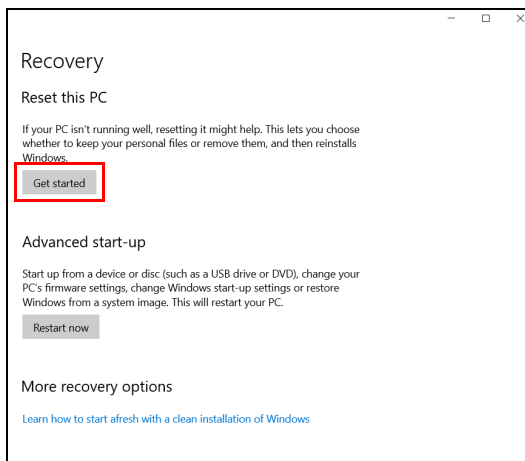 Recovery
Reset this PC
If your PC isn't running well, resetting it might help. This lets you choose
whether to keep your personal files or remove them, and then reinstalls
Windows.
Get started
Advanced start-up
Start up from a device or disc (such as a USB drive or DVD), change your
PC's firmware settings, change Windows start-up settings or restore
Windows from a system image. This will restart your PC.
Restart now
More recovery options
Learn how to start afresh with a clean installation of Windows